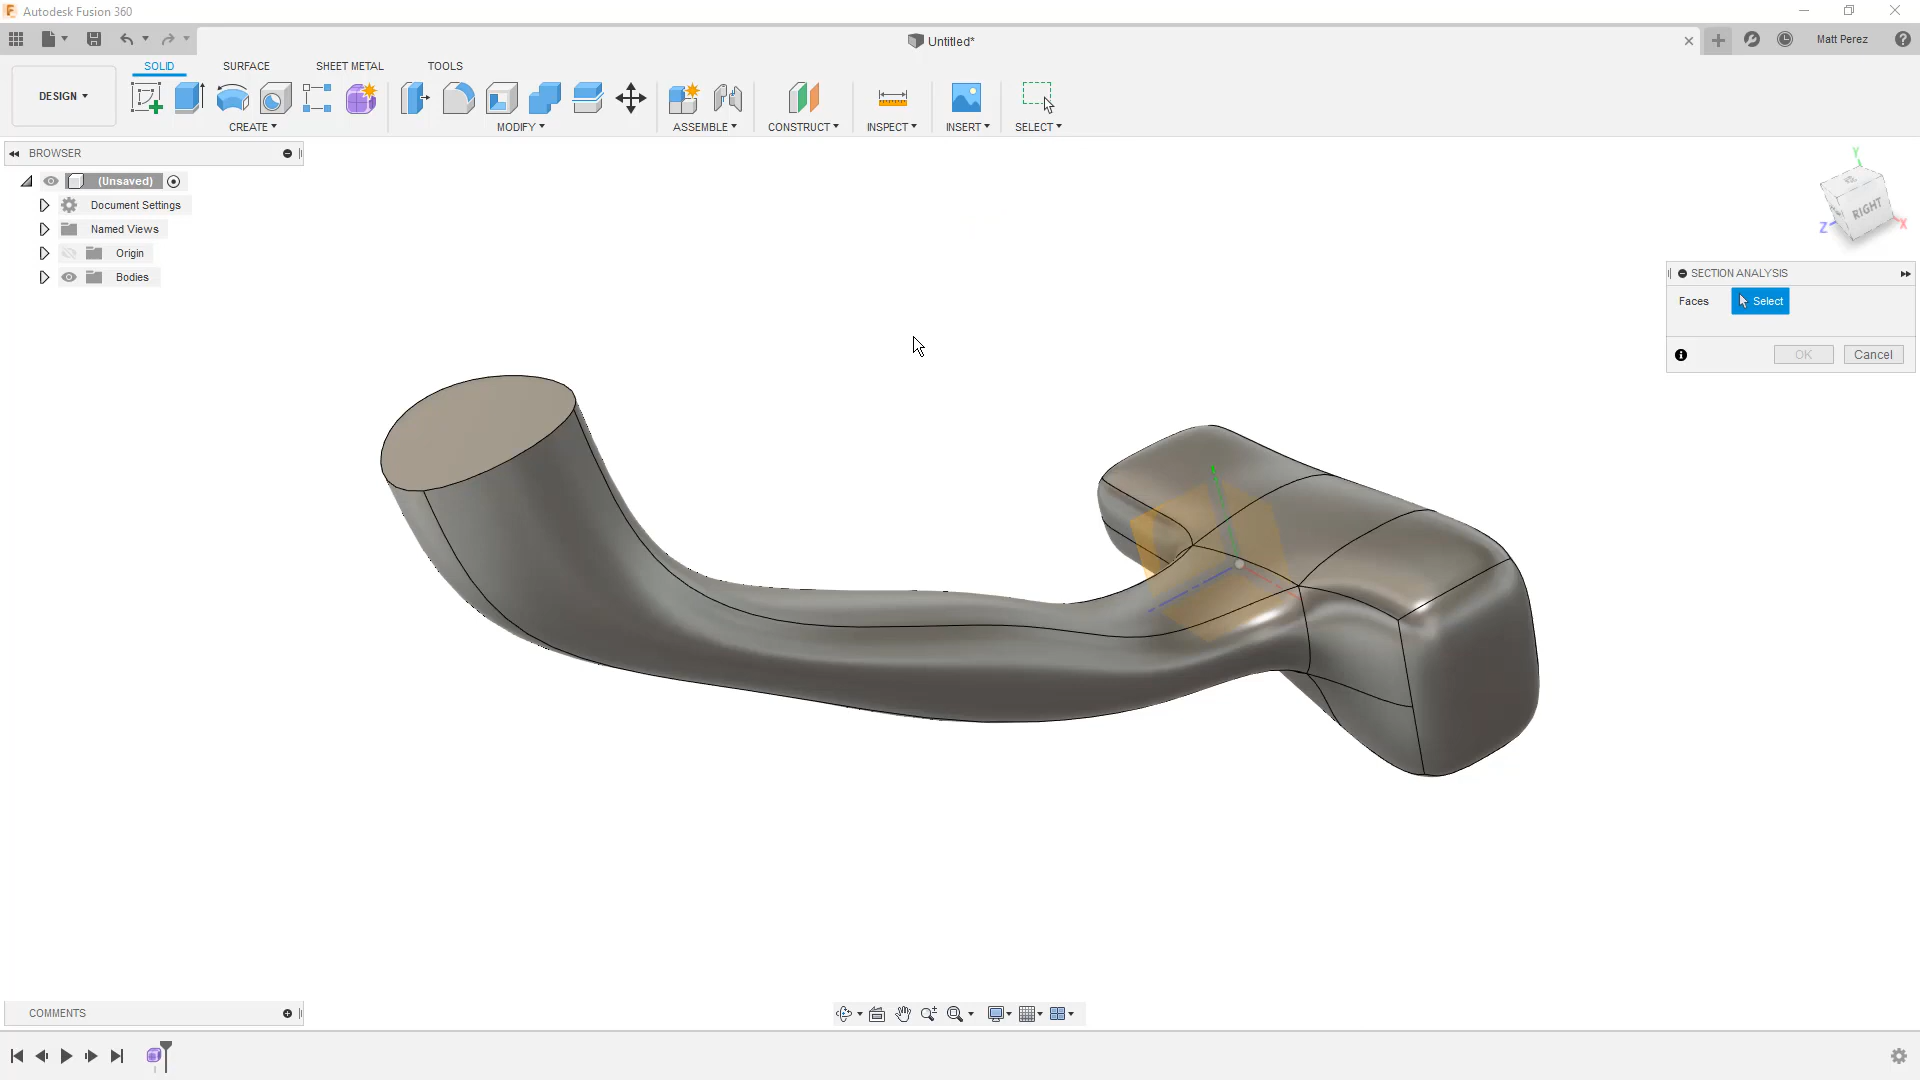 Autodesk Fusion 360
Untitled*
Matt Perez
SOLID
SURFACE
SHEET METAL
TOOLS
DESIGN
CREATE
MODIFY
ASSEMBLE
CONSTRUCT
INSPECT
INSERT
SELECT
BROWSER
(Unsaved)
Document Settings
Named Views
Origin
Bodies
Y
RIGHT
Z
X
SECTION ANALYSIS
Faces
Select
OK
Cancel
COMMENTS